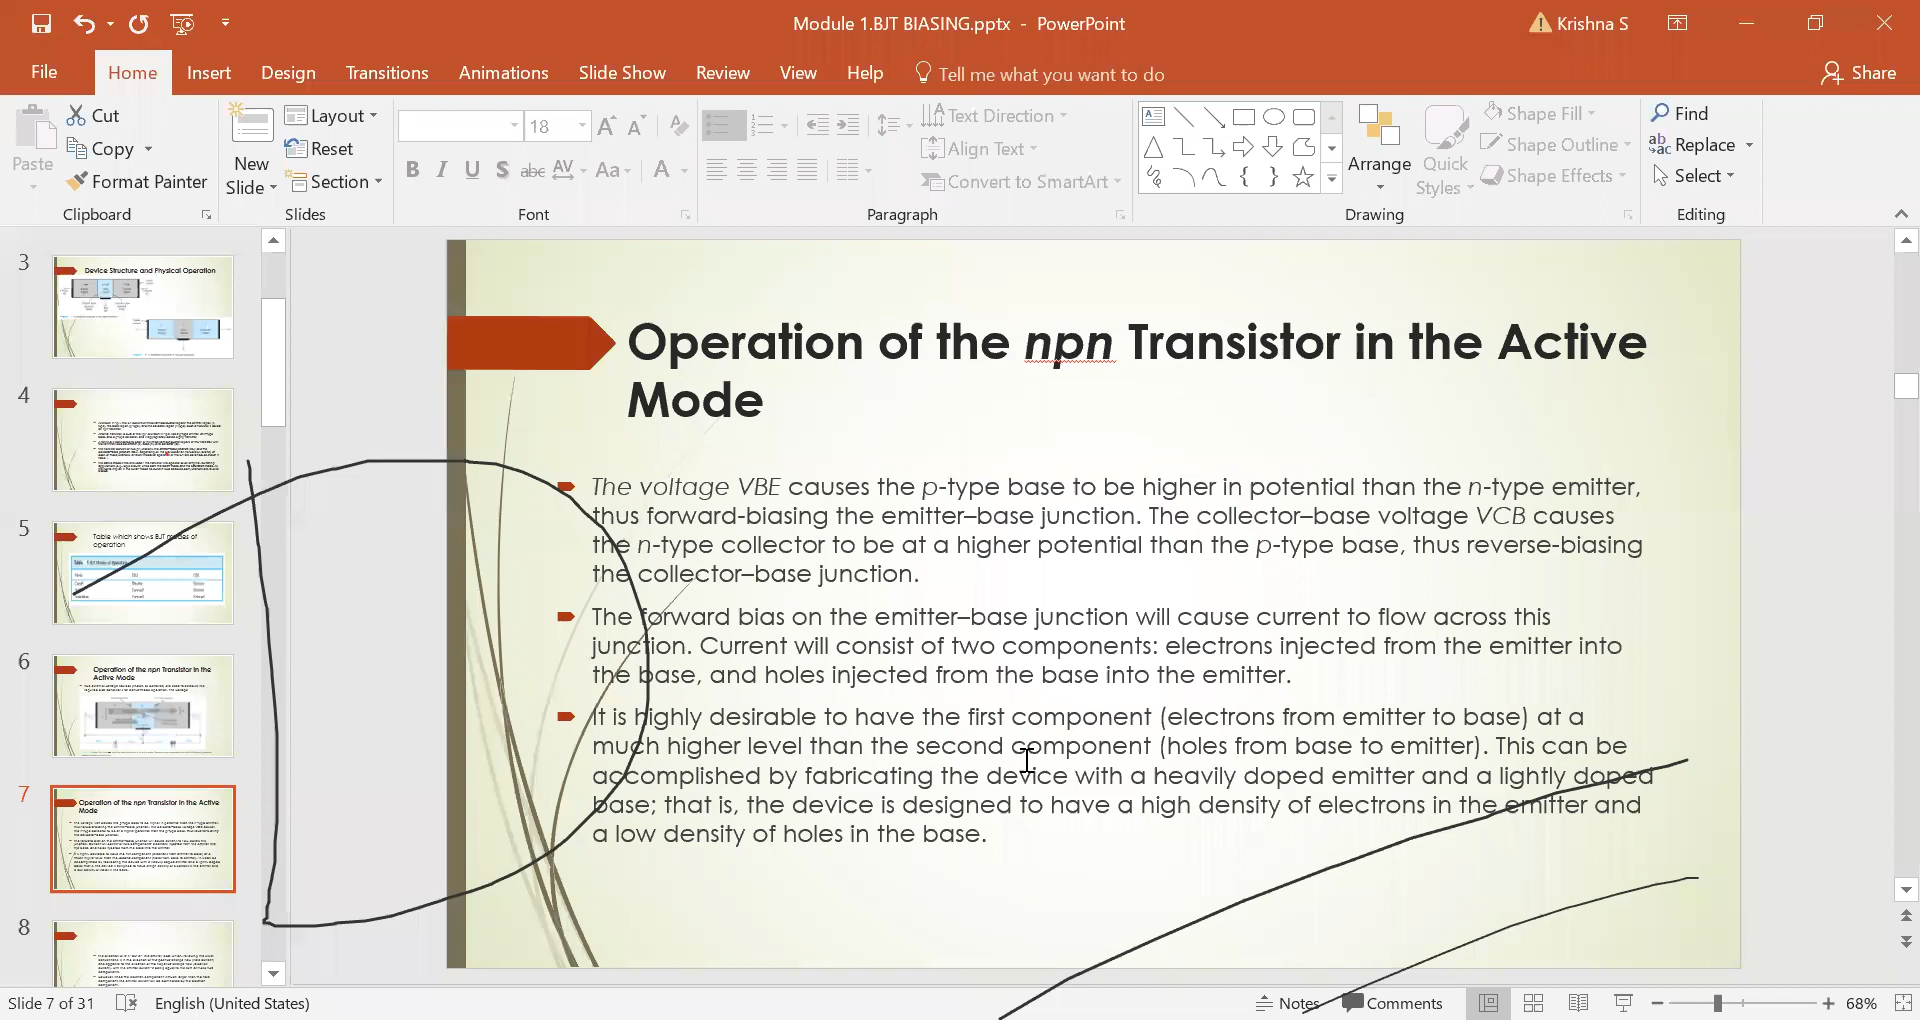 Module 1.BJT BIASING.pptx - PowerPoint
Krishna S
File Home Insert Design Transitions Animations Slide Show Review View Help Tell me what you want to do Share
Paste
Cut
Copy
Format Painter
Clipboard
New Slide
Layout
Reset
Section
Slides
18
B I U S abc AV Aa A
Font
Text Direction
Align Text
Convert to SmartArt
Paragraph
Arrange
Quick Styles
Shape Fill
Shape Outline
Shape Effects
Drawing
Find
Replace
Select
Editing
3
Device Structure and Physical Operation
4
5
Table which shows BJT modes of
operation
6
Operation of the npn Transistor in the
Active Mode
7
Operation of the npn Transistor in the Active
Mode
8
Operation of the npn Transistor in the Active
Mode
The voltage VBE causes the p-type base to be higher in potential than the n-type emitter,
thus forward-biasing the emitter–base junction. The collector–base voltage VCB causes
the n-type collector to be at a higher potential than the p-type base, thus reverse-biasing
the collector–base junction.
The forward bias on the emitter–base junction will cause current to flow across this
junction. Current will consist of two components: electrons injected from the emitter into
the base, and holes injected from the base into the emitter.
It is highly desirable to have the first component (electrons from emitter to base) at a
much higher level than the second component (holes from base to emitter). This can be
accomplished by fabricating the device with a heavily doped emitter and a lightly doped
base; that is, the device is designed to have a high density of electrons in the emitter and
a low density of holes in the base.
Slide 7 of 31 English (United States) Notes Comments 68%